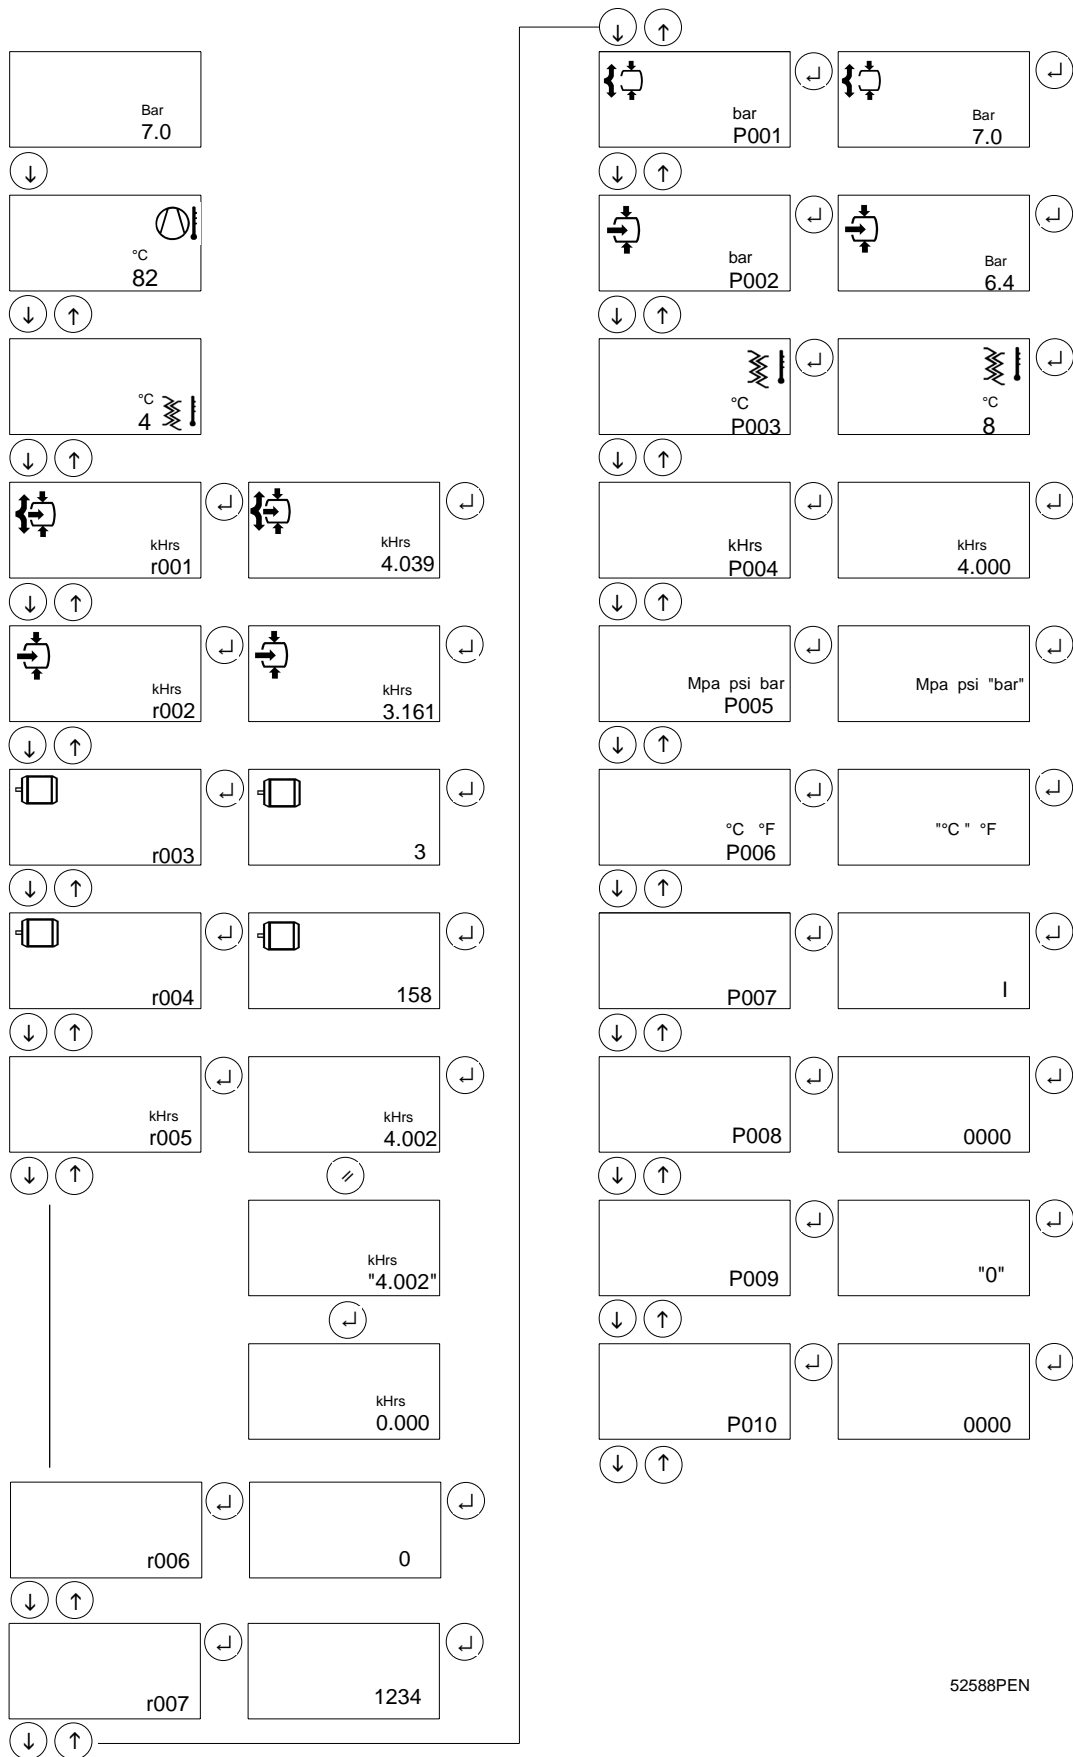 Bar
7.0
°C
82
°C
4
kHrs
r001
kHrs
4.039
kHrs
r002
kHrs
3.161
r003
3
r004
158
kHrs
r005
kHrs
4.002
kHrs
"4.002"
kHrs
0.000
r006
0
r007
1234
bar
P001
Bar
7.0
bar
P002
Bar
6.4
°C
P003
°C
8
kHrs
P004
kHrs
4.000
Mpa psi bar
P005
Mpa psi "bar"
°C °F
P006
"°C " °F
P007
I
P008
0000
P009
"0"
P010
0000
52588PEN